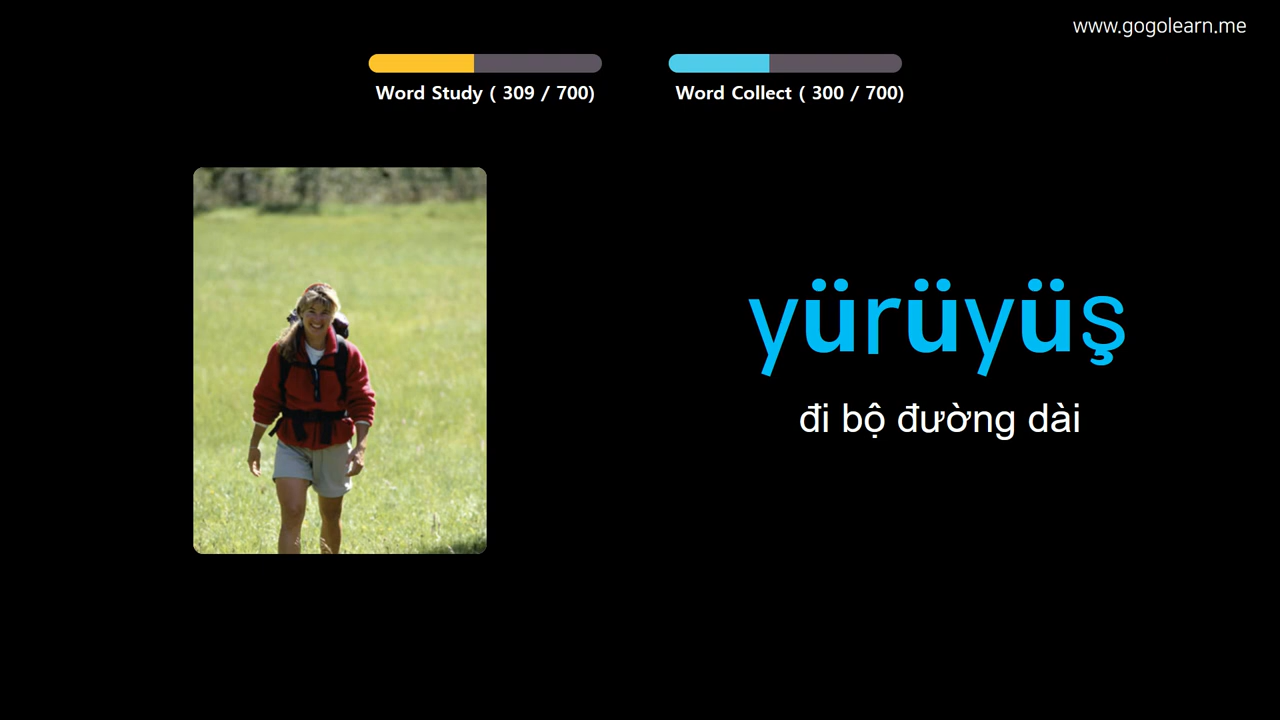 www.gogolearn.me
Word Study ( 309 / 700)
Word Collect ( 300 / 700)
yürüyüş
đi bộ đường dài